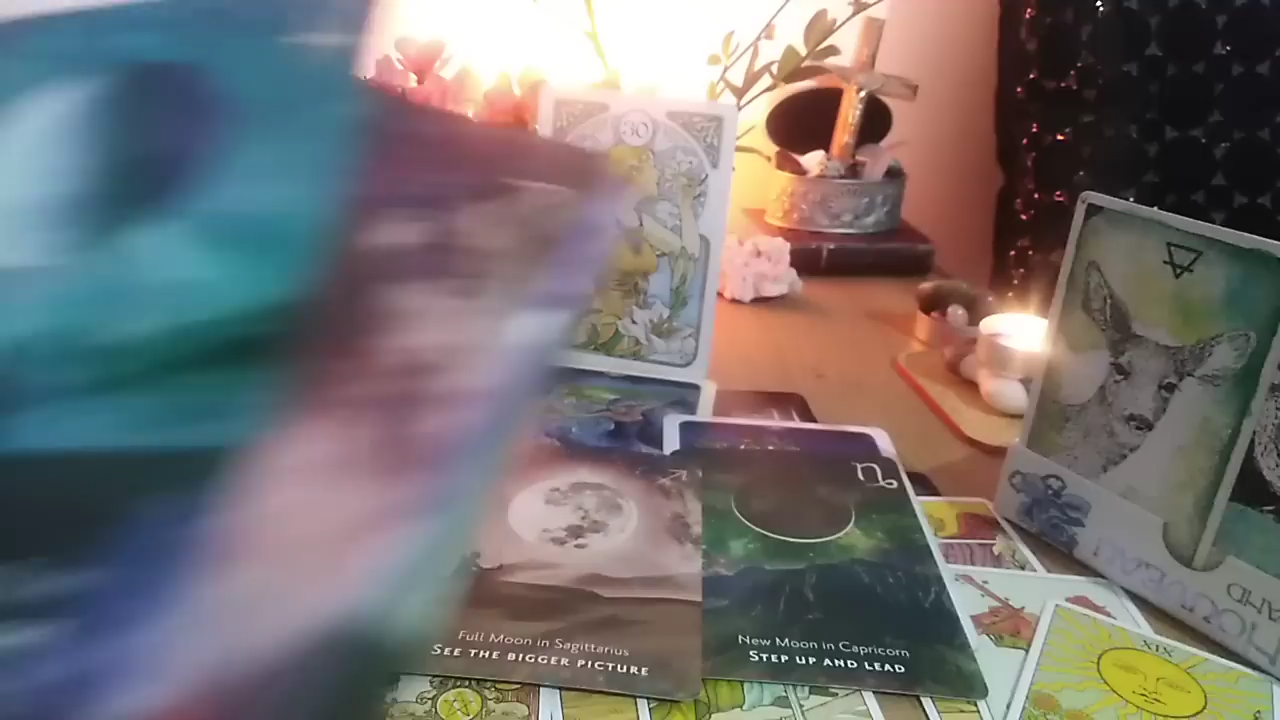 30
Full Moon in Sagittarius
SEE THE BIGGER PICTURE
New Moon in Capricorn
STEP UP AND LEAD
XIX